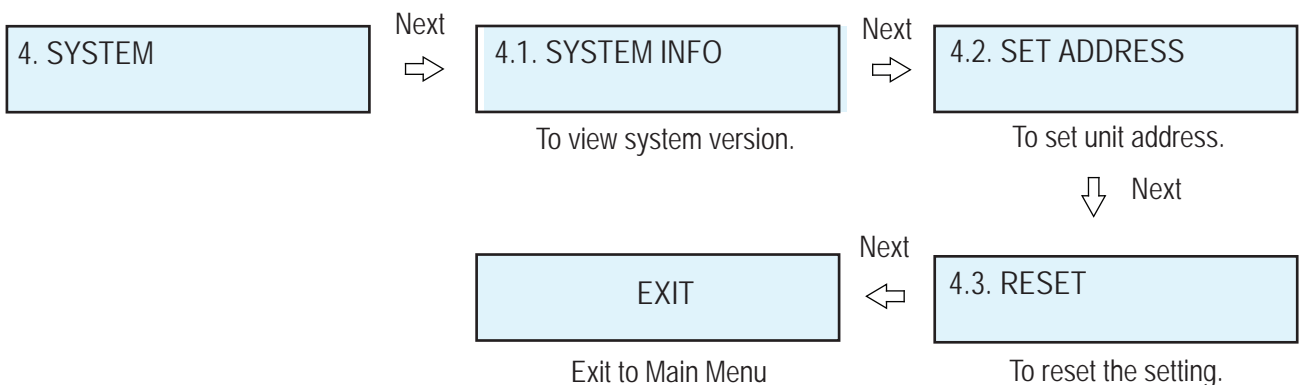 Next
4. SYSTEM
4.1. SYSTEM INFO
Next
4.2. SET ADDRESS
To view system version.
To set unit address.
Next
Next
EXIT
4.3. RESET
Exit to Main Menu
To reset the setting.